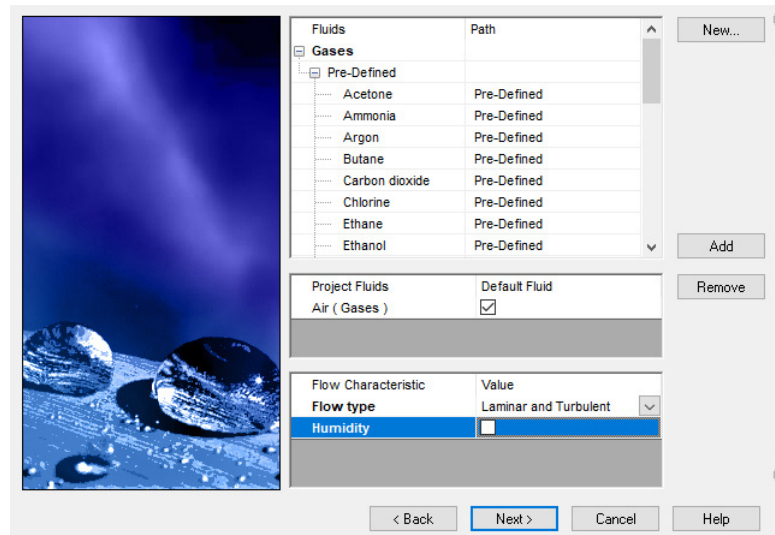 Fluids Path New...
Gases
Pre-Defined
Acetone Pre-Defined
Ammonia Pre-Defined
Argon Pre-Defined
Butane Pre-Defined
Carbon dioxide Pre-Defined
Chlorine Pre-Defined
Ethane Pre-Defined
Ethanol Pre-Defined Add
Project Fluids Default Fluid Remove
Air ( Gases )
Flow Characteristic Value
Flow type Laminar and Turbulent
Humidity
< Back Next > Cancel Help